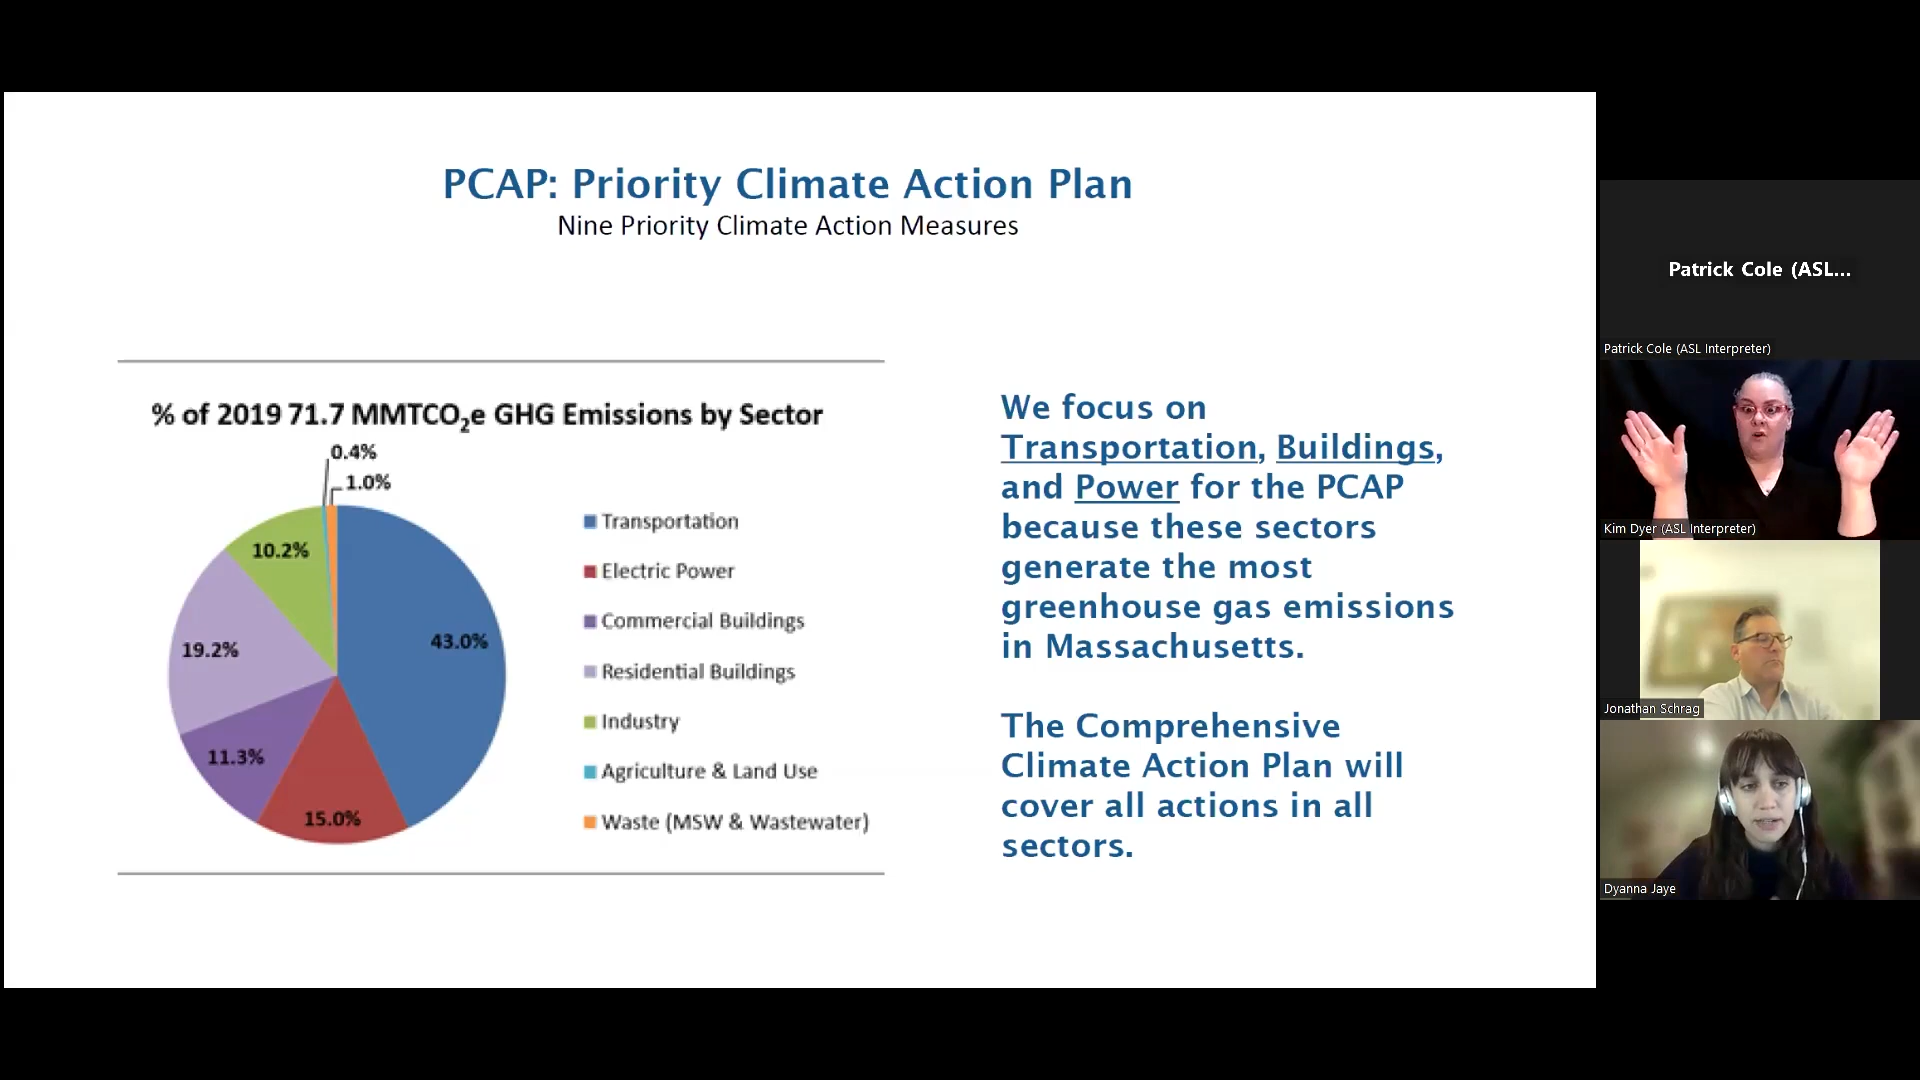 PCAP: Priority Climate Action Plan
Nine Priority Climate Action Measures
% of 2019 71.7 MMTCO₂e GHG Emissions by Sector
0.4%
1.0%
10.2%
43.0%
19.2%
11.3%
15.0%
Transportation
Electric Power
Commercial Buildings
Residential Buildings
Industry
Agriculture & Land Use
Waste (MSW & Wastewater)
We focus on
Transportation, Buildings,
and Power for the PCAP
because these sectors
generate the most
greenhouse gas emissions
in Massachusetts.
The Comprehensive
Climate Action Plan will
cover all actions in all
sectors.
Patrick Cole (ASL...
Patrick Cole (ASL Interpreter)
Kim Dyer (ASL Interpreter)
Jonathan Schrag
Dyanna Jaye